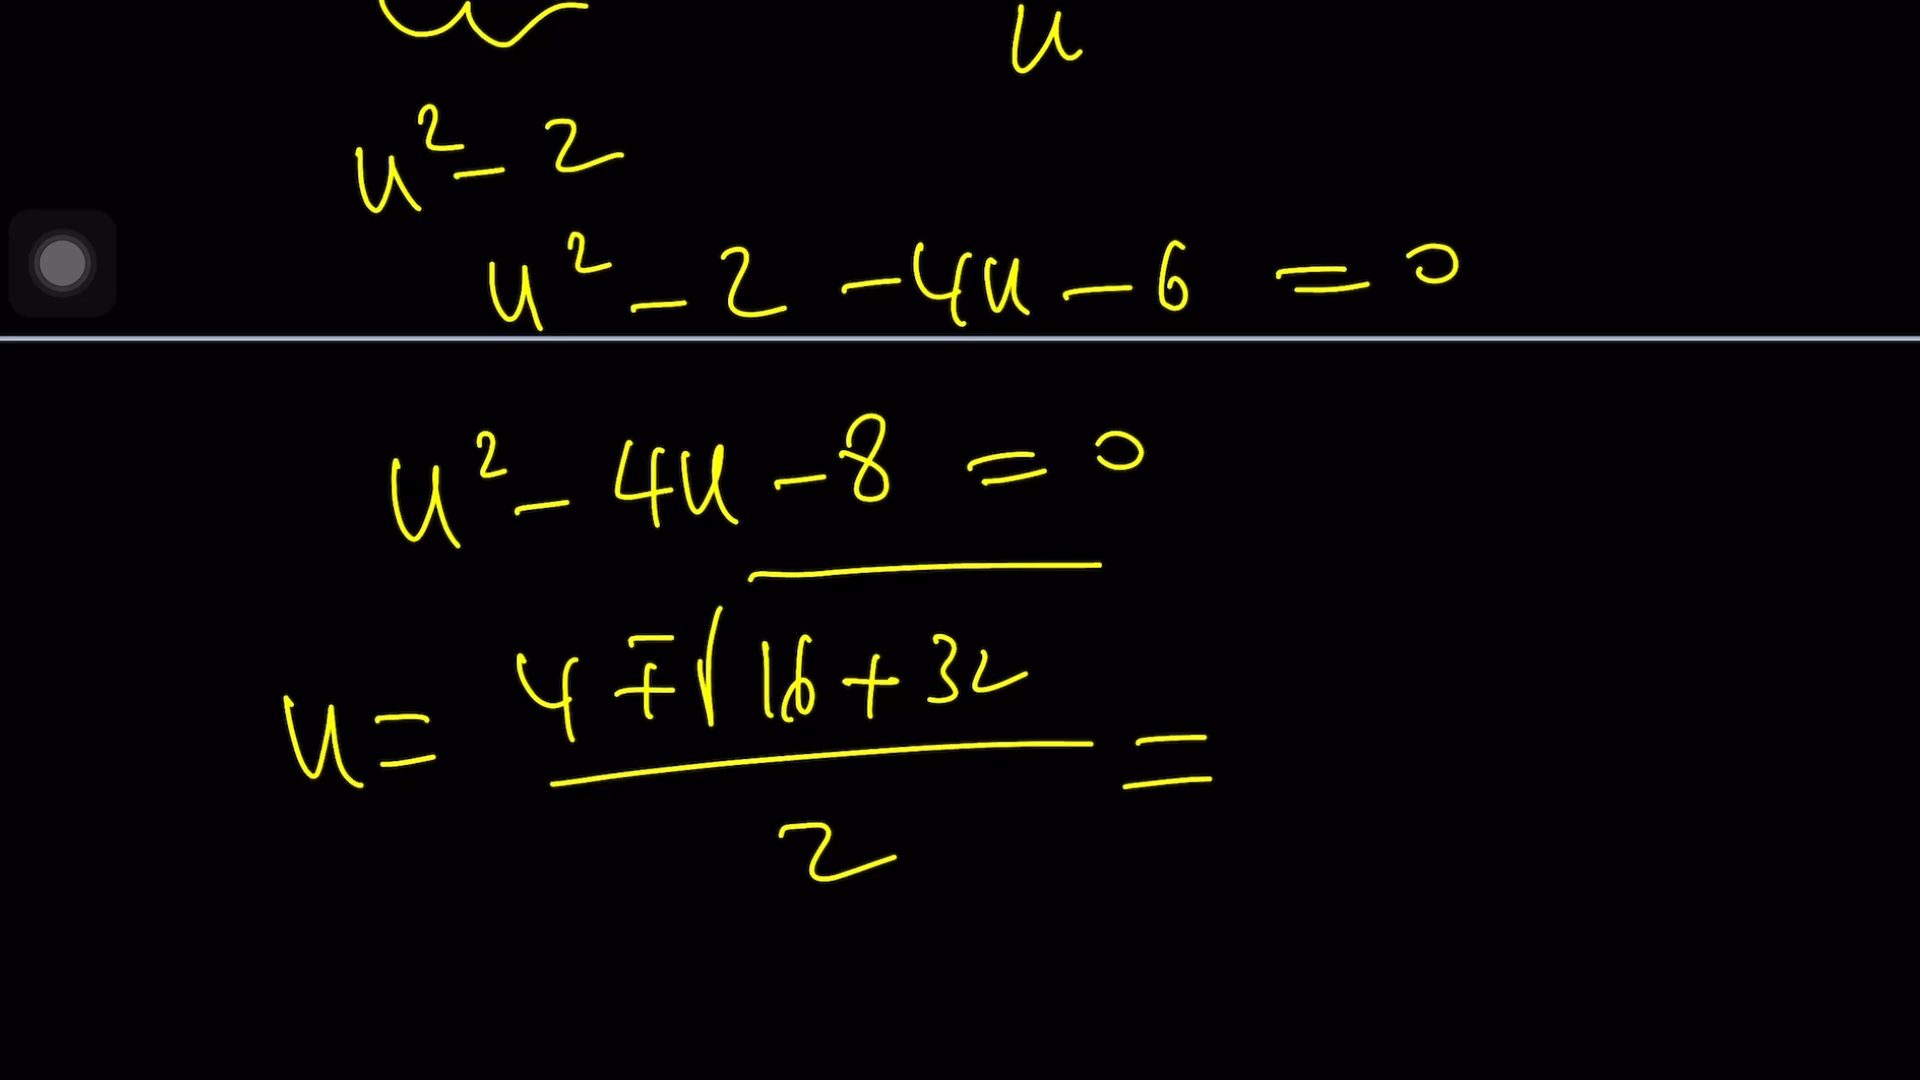 u
u² - 2
u² - 2 - 4u - 6 = 0
u² - 4u - 8 = 0
u = (4 ∓ √(16 + 32)) / 2 =